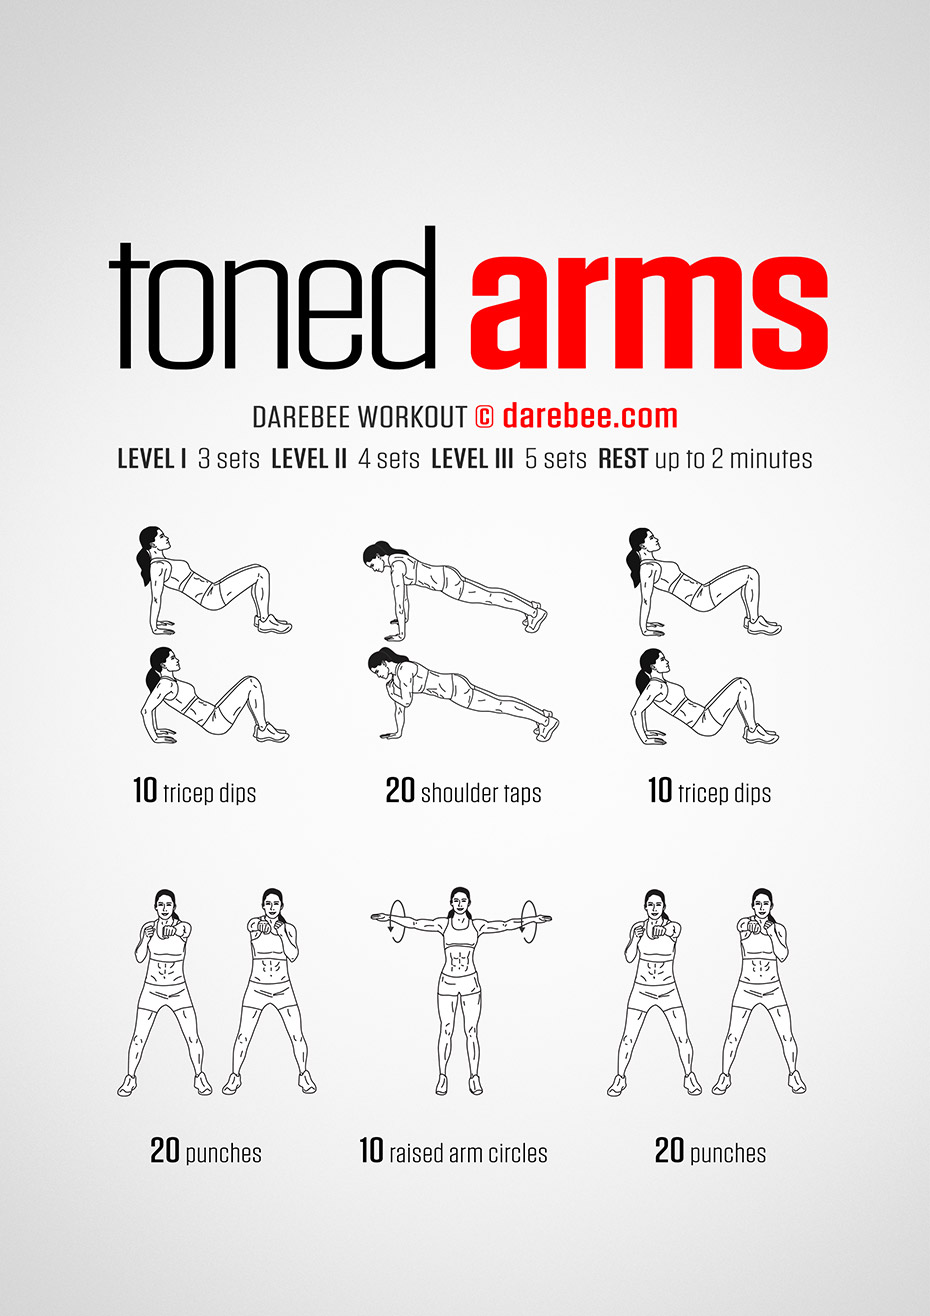 toned arms
DAREBEE WORKOUT © darebee.com
LEVEL I 3 sets LEVEL II 4 sets LEVEL III 5 sets REST up to 2 minutes
10 tricep dips
20 shoulder taps
10 tricep dips
20 punches
10 raised arm circles
20 punches